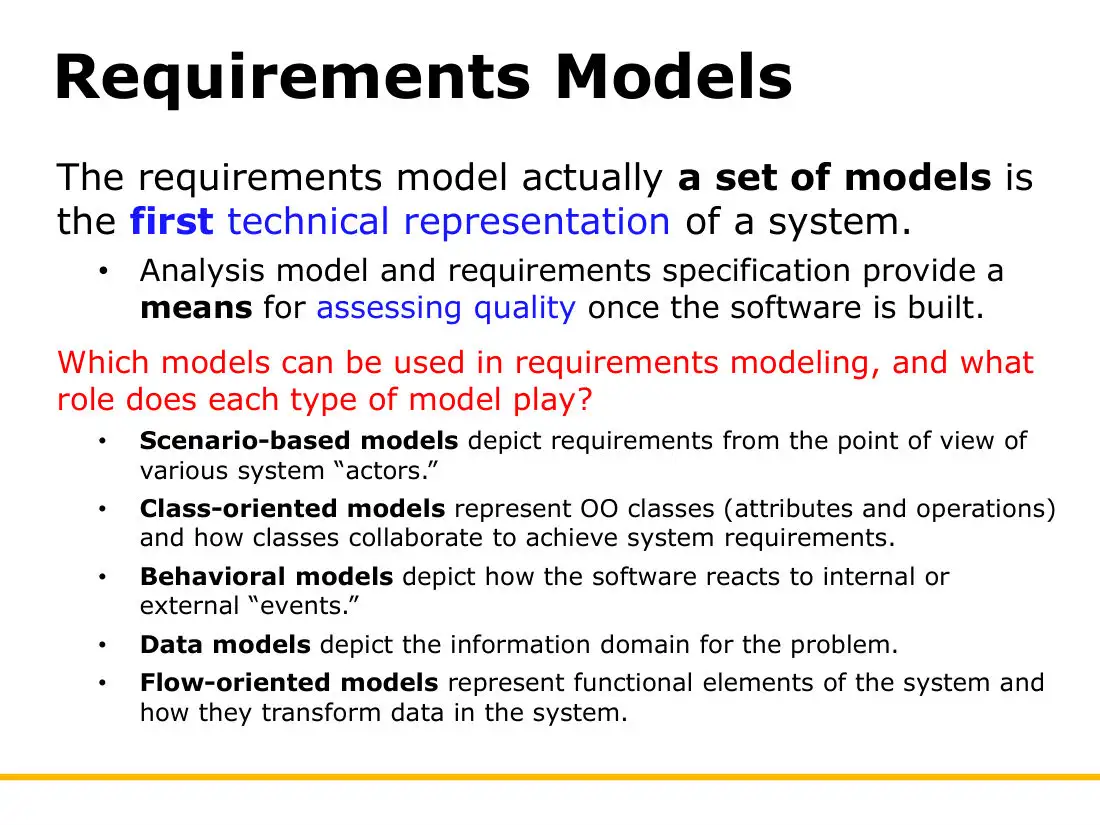 Requirements Models
The requirements model actually a set of models is
the first technical representation of a system.
• Analysis model and requirements specification provide a
means for assessing quality once the software is built.
Which models can be used in requirements modeling, and what
role does each type of model play?
• Scenario-based models depict requirements from the point of view of
various system “actors.”
• Class-oriented models represent OO classes (attributes and operations)
and how classes collaborate to achieve system requirements.
• Behavioral models depict how the software reacts to internal or
external “events.”
• Data models depict the information domain for the problem.
• Flow-oriented models represent functional elements of the system and
how they transform data in the system.